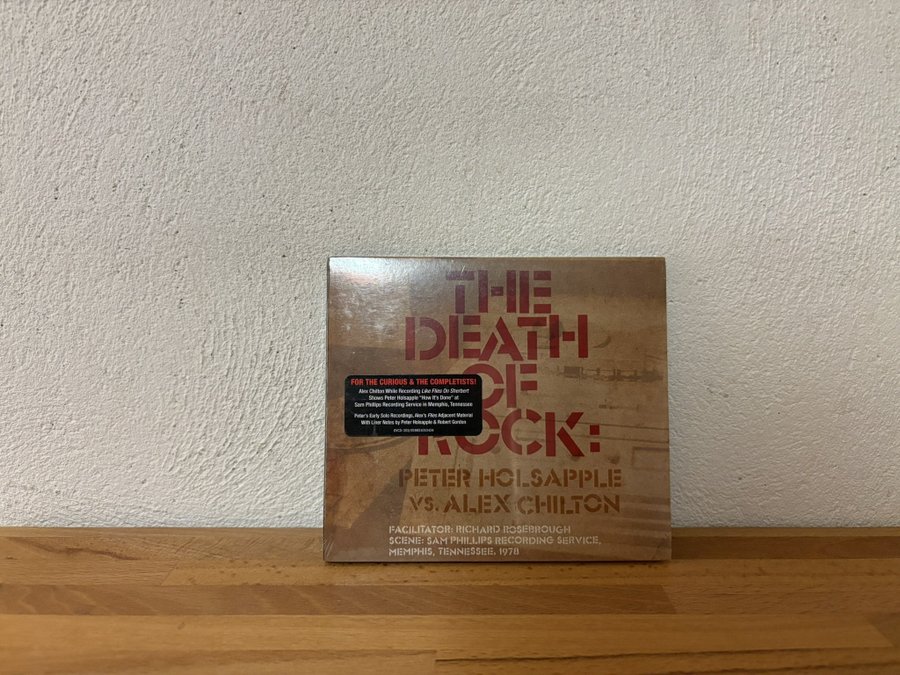 THE
DEATH
OF
ROCK:
PETER HOLSAPPLE
VS. ALEX CHILTON
FACILITATOR: RICHARD ROSEBROUGH
SCENE: SAM PHILLIPS RECORDING SERVICE,
MEMPHIS, TENNESSEE, 1978
FOR THE CURIOUS & THE COMPLETISTS!
Alex Chilton While Recording Like Flies On Sherbert
Shows Peter Holsapple "How It's Done" at
Sam Phillips Recording Service in Memphis, Tennessee
Peter's Early Solo Recordings, Alex's Flies Adjacent Material
With Liner Notes by Peter Holsapple & Robert Gordon